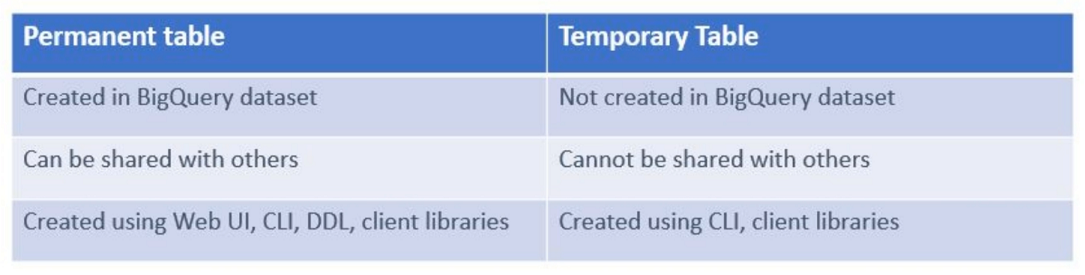 Permanent table
Temporary Table
Created in BigQuery dataset
Not created in BigQuery dataset
Can be shared with others
Cannot be shared with others
Created using Web UI, CLI, DDL, client libraries
Created using CLI, client libraries